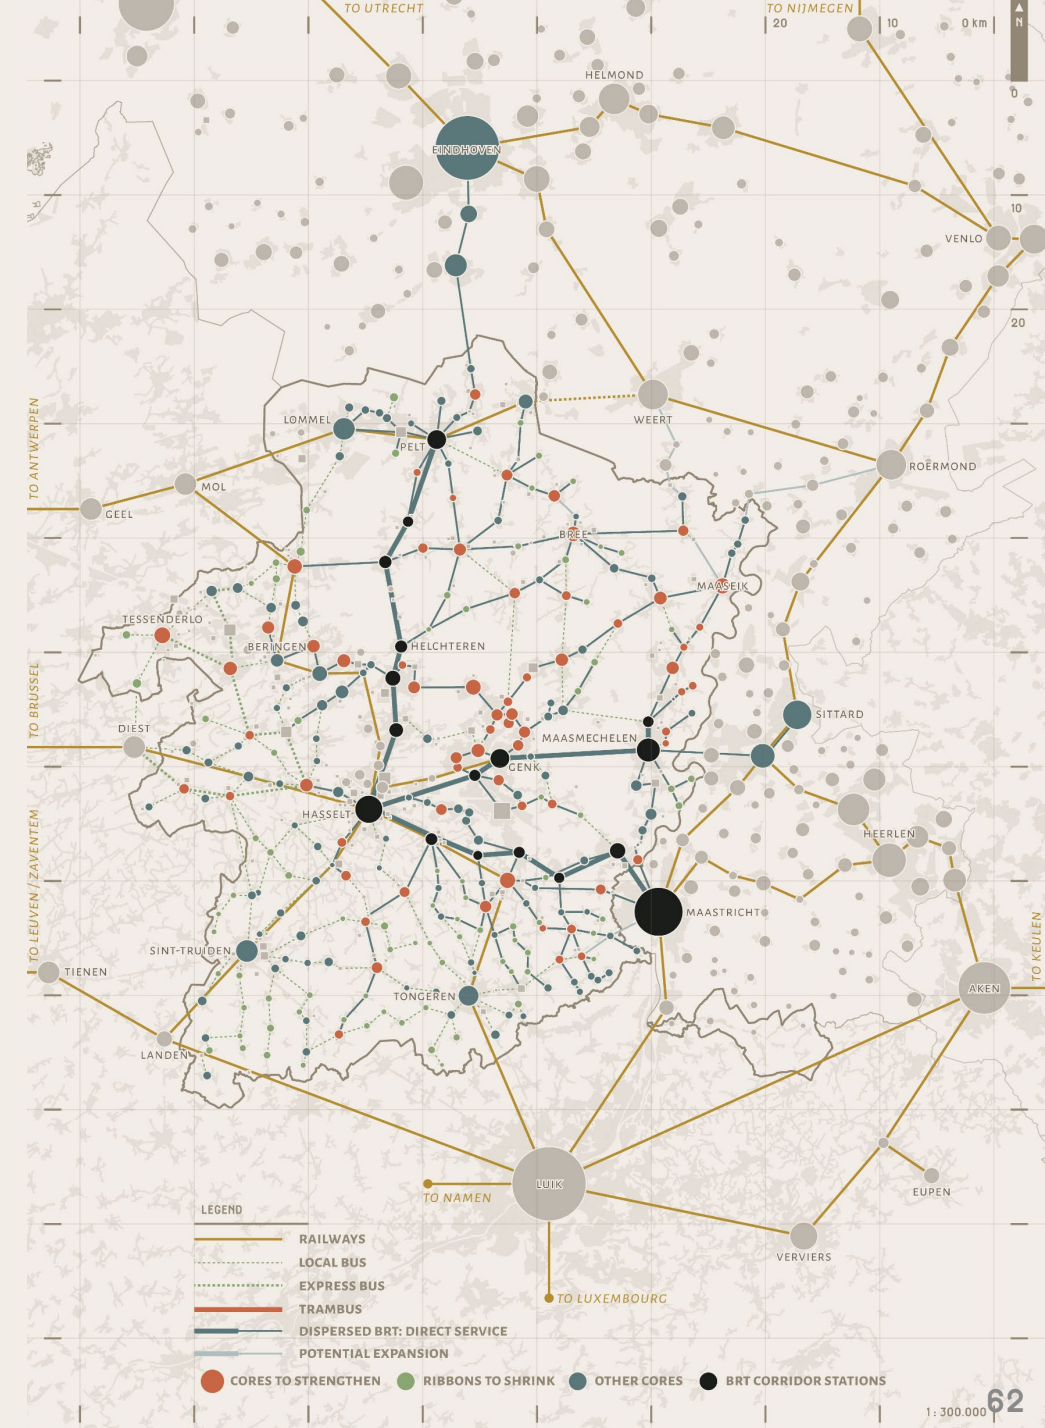 TO UTRECHT
TO NIJMEGEN
20
10
0 km
N
0
HELMOND
EINDHOVEN
10
VENLO
20
LOMMEL
WEERT
PELT
TO ANTWERPEN
MOL
ROERMOND
GEEL
BREE
MAASEIK
TESSENDERLO
BERINGEN
HELCHTEREN
TO BRUSSEL
SITTARD
DIEST
MAASMECHELEN
GENK
HASSELT
HEERLEN
TO LEUVEN / ZAVENTEM
MAASTRICHT
SINT-TRUIDEN
TO KEULEN
TIENEN
AKEN
TONGEREN
LANDEN
LUIK
TO NAMEN
EUPEN
LEGEND
VERVIERS
RAILWAYS
LOCAL BUS
EXPRESS BUS
TO LUXEMBOURG
TRAMBUS
DISPERSED BRT: DIRECT SERVICE
POTENTIAL EXPANSION
CORES TO STRENGTHEN
RIBBONS TO SHRINK
OTHER CORES
BRT CORRIDOR STATIONS
1 : 300.000
62